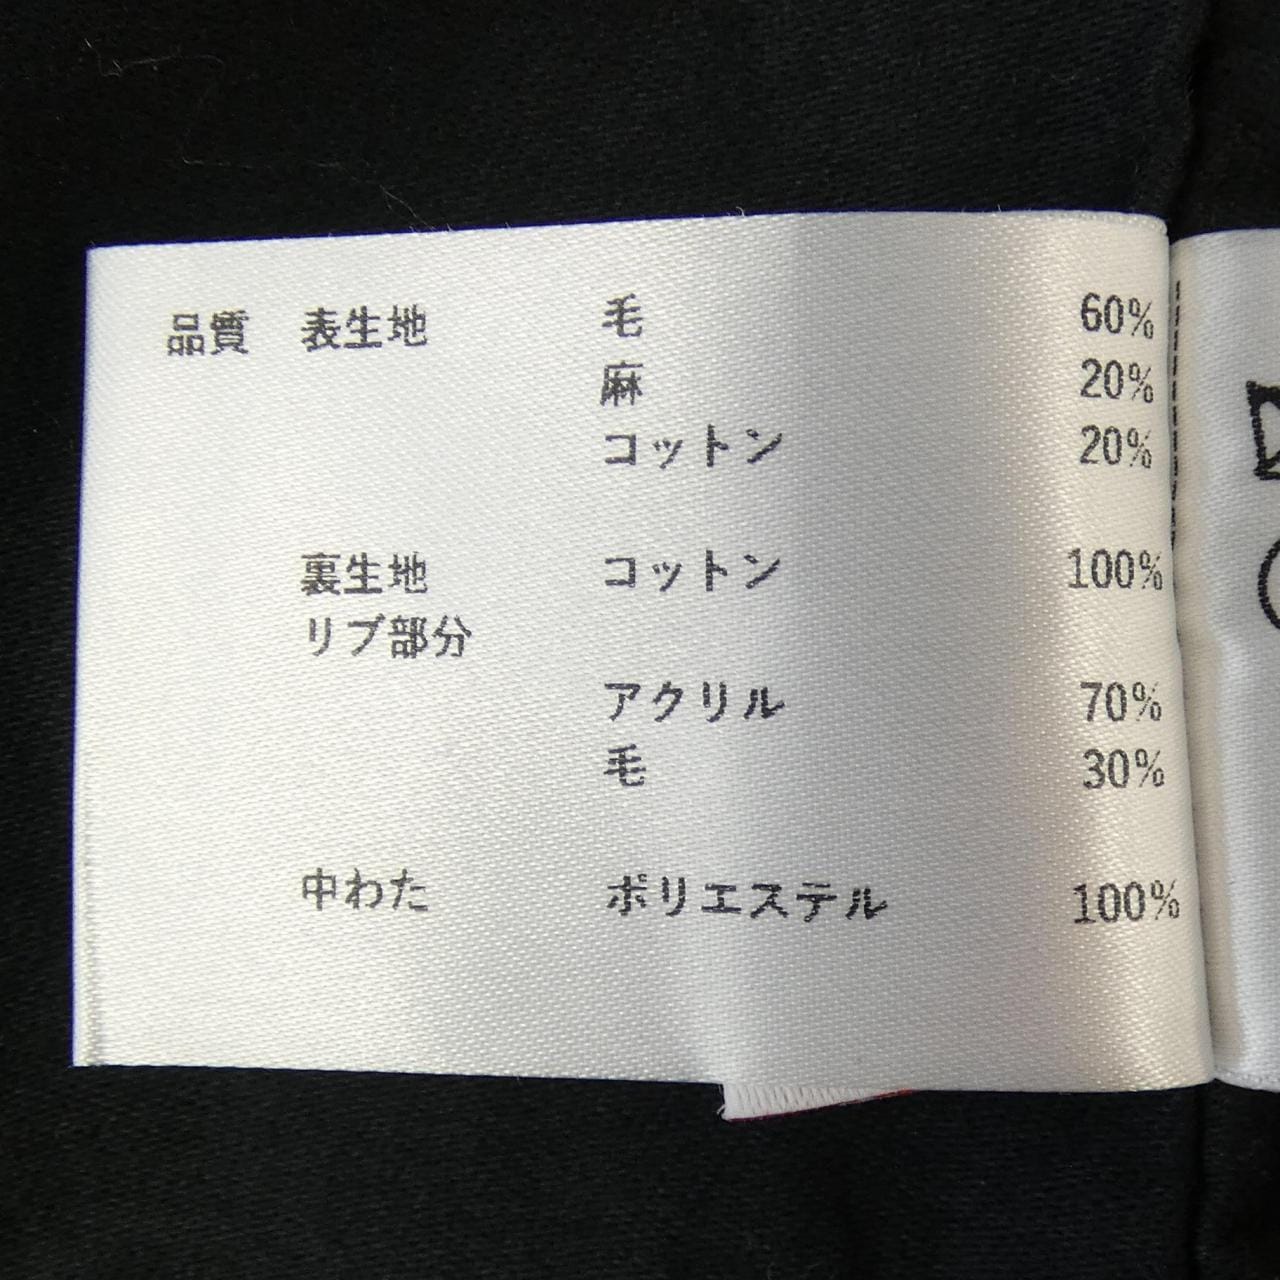 品質 表生地 毛 60%
麻 20%
コットン 20%
裏生地 コットン 100%
リブ部分
アクリル 70%
毛 30%
中わた ポリエステル 100%